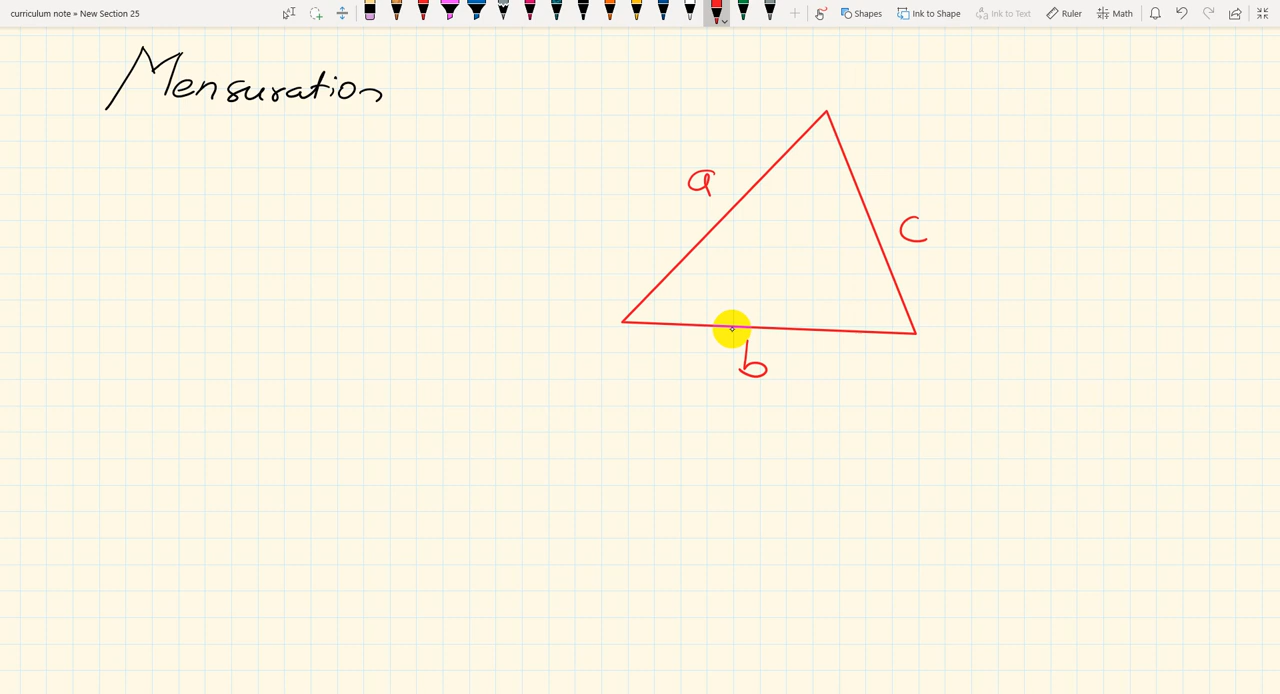 curriculum note » New Section 25
Shapes
Ink to Shape
Ink to Text
Ruler
Math
Mensuration
a
c
b